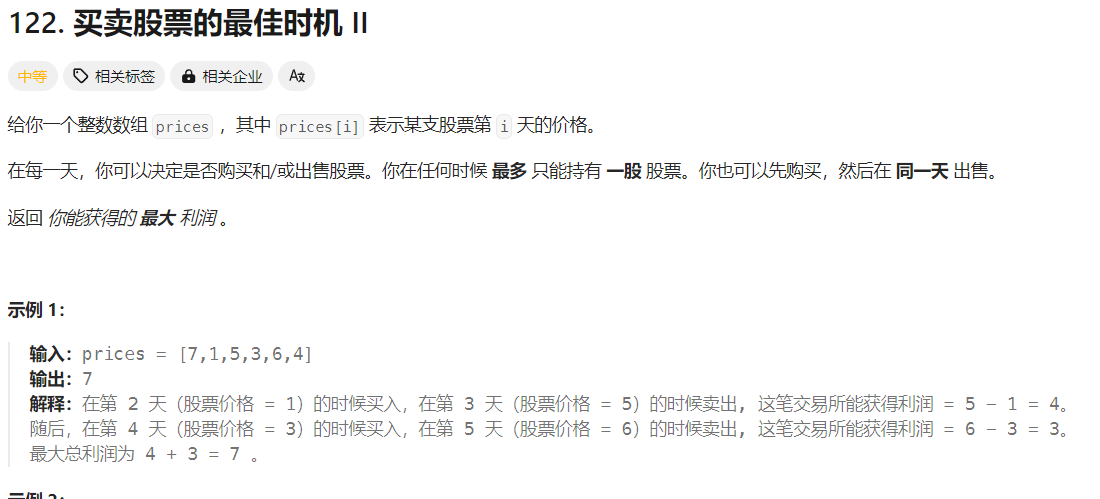 122. 买卖股票的最佳时机 II
中等 相关标签 相关企业 Aあ
给你一个整数数组 prices ，其中 prices[i] 表示某支股票第 i 天的价格。
在每一天，你可以决定是否购买和/或出售股票。你在任何时候 最多 只能持有 一股 股票。你也可以先购买，然后在 同一天 出售。
返回 你能获得的 最大 利润 。
示例 1：
输入：prices = [7,1,5,3,6,4]
输出：7
解释：在第 2 天（股票价格 = 1）的时候买入，在第 3 天（股票价格 = 5）的时候卖出, 这笔交易所能获得利润 = 5 - 1 = 4。
随后，在第 4 天（股票价格 = 3）的时候买入，在第 5 天（股票价格 = 6）的时候卖出, 这笔交易所能获得利润 = 6 - 3 = 3。
最大总利润为 4 + 3 = 7 。